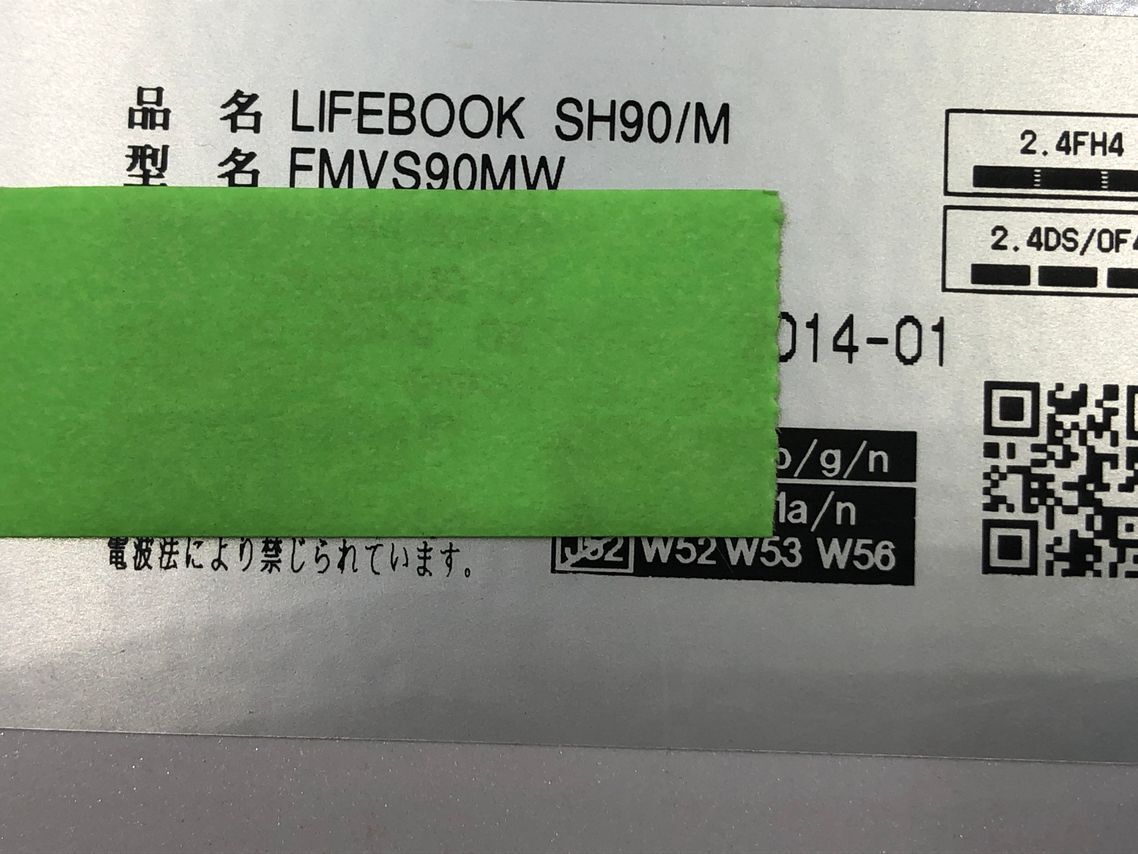 品 名 LIFEBOOK SH90/M
型 名 FMVS90MW
2.4FH4
2.4DS/OF4
014-01
b/g/n
1a/n
J52 W52 W53 W56
電波法により禁じられています。